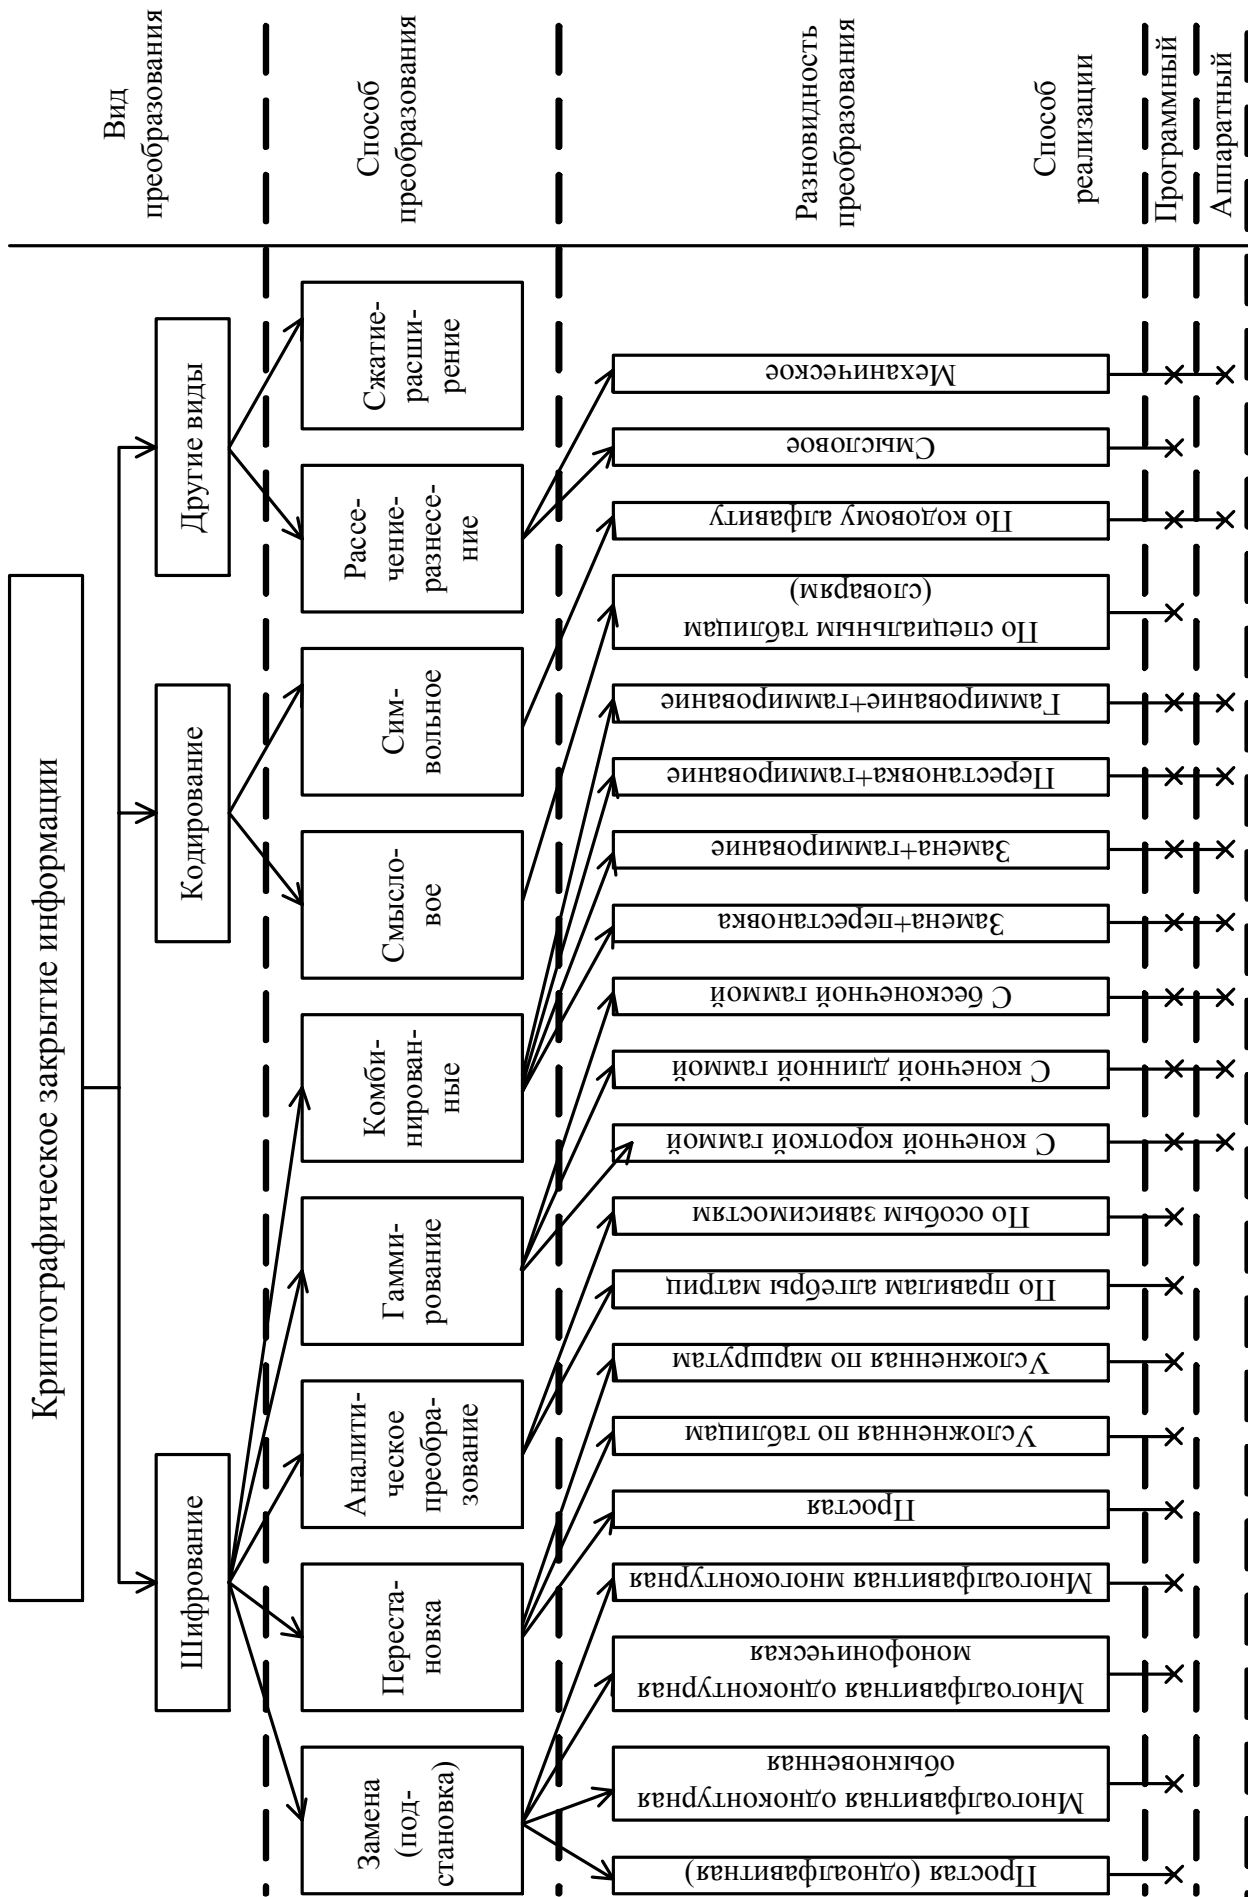 Криптографическое закрытие информации
Вид
преобразования
Шифрование
Кодирование
Другие виды
Способ
преобразования
Замена
(под-
становка)
Переста-
новка
Аналити-
ческое
преобра-
зование
Гамми-
рование
Комби-
нирован-
ные
Смысло-
вое
Сим-
вольное
Рассе-
чение-
разнесе-
ние
Сжатие-
расши-
рение
Разновидность
преобразования
Простая (одноалфавитная)
Многоалфавитная одноконтурная
обыкновенная
Многоалфавитная одноконтурная
монофоническая
Многоалфавитная многоконтурная
Простая
Усложненная по таблицам
Усложненная по маршрутам
По правилам алгебры матриц
По особым зависимостям
С конечной короткой гаммой
С конечной длинной гаммой
С бесконечной гаммой
Замена+перестановка
Замена+гаммирование
Перестановка+гаммирование
Гаммирование+гаммирование
По специальным таблицам
(словарям)
По кодовому алфавиту
Смысловое
Механическое
Способ
реализации
Программный
Аппаратный